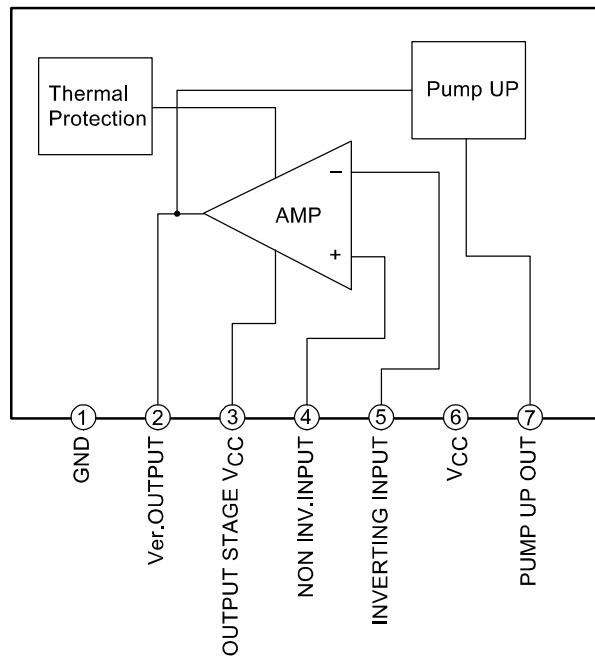 Thermal
Protection
Pump UP
−
AMP
+
1
2
3
4
5
6
7
GND
Ver.OUTPUT
OUTPUT STAGE VCC
NON INV.INPUT
INVERTING INPUT
VCC
PUMP UP OUT